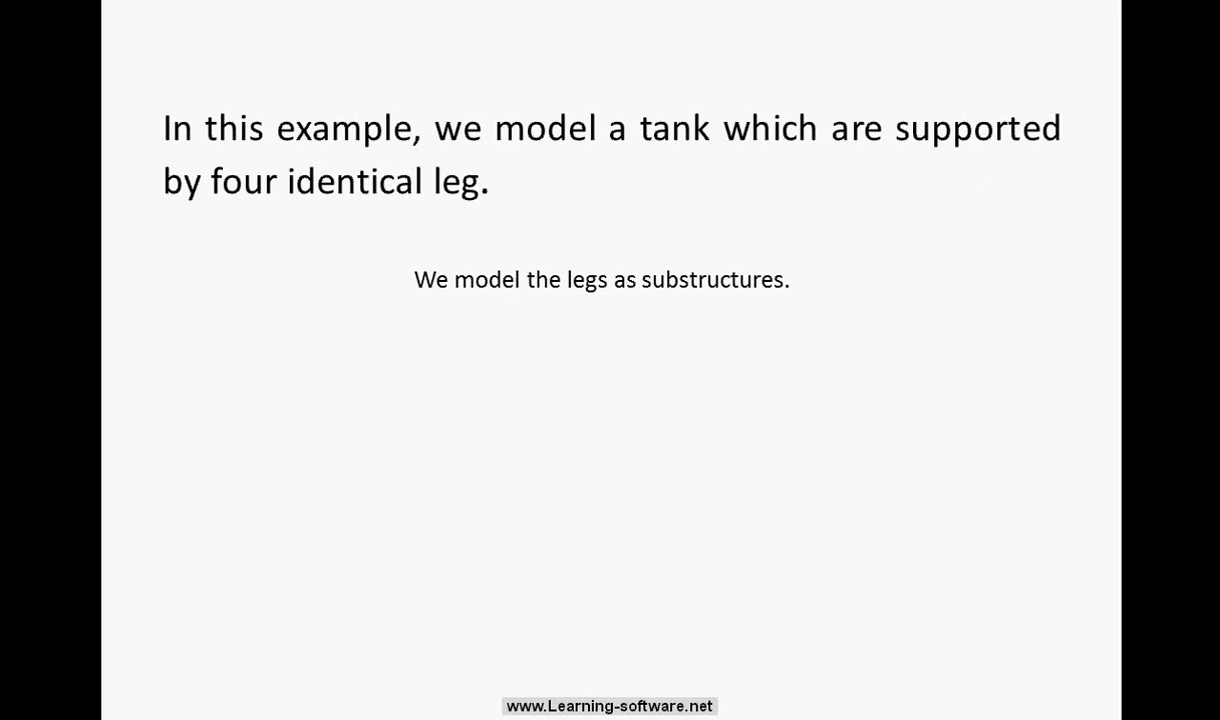 In this example, we model a tank which are supported
by four identical leg.
We model the legs as substructures.
www.Learning-software.net